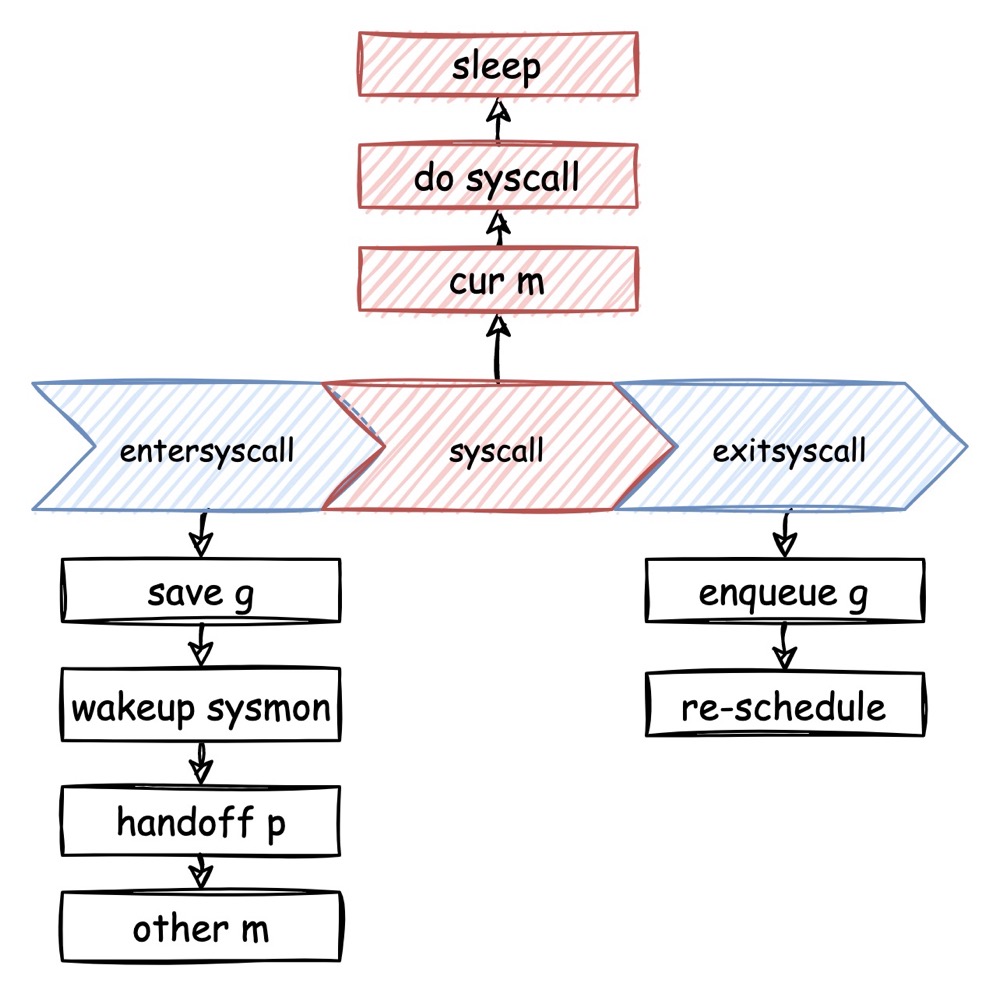 sleep
do syscall
cur m
entersyscall
syscall
exitsyscall
save g
wakeup sysmon
handoff p
other m
enqueue g
re-schedule